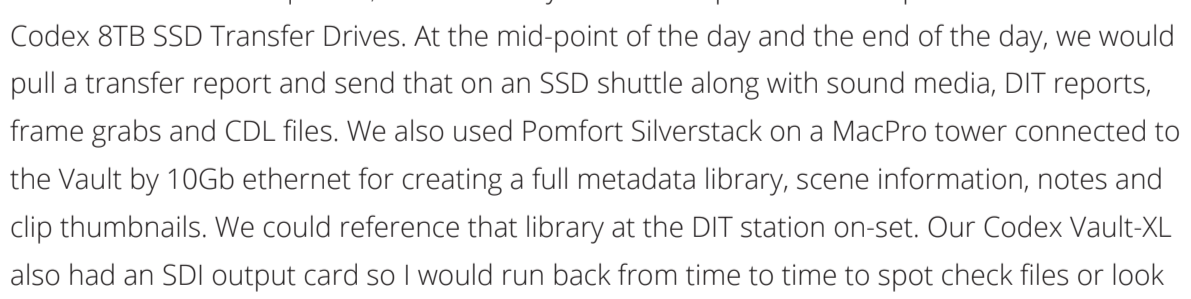 Codex 8TB SSD Transfer Drives. At the mid-point of the day and the end of the day, we would
pull a transfer report and send that on an SSD shuttle along with sound media, DIT reports,
frame grabs and CDL files. We also used Pomfort Silverstack on a MacPro tower connected to
the Vault by 10Gb ethernet for creating a full metadata library, scene information, notes and
clip thumbnails. We could reference that library at the DIT station on-set. Our Codex Vault-XL
also had an SDI output card so I would run back from time to time to spot check files or look